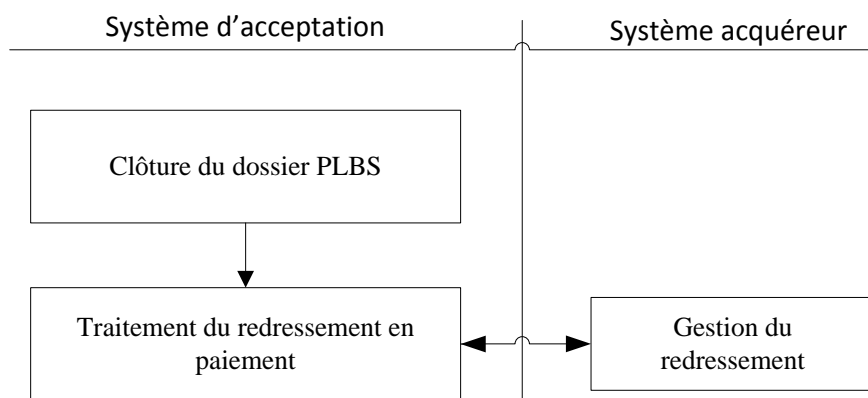 Système d'acceptation
Système acquéreur
Clôture du dossier PLBS
Traitement du redressement en
paiement
Gestion du
redressement